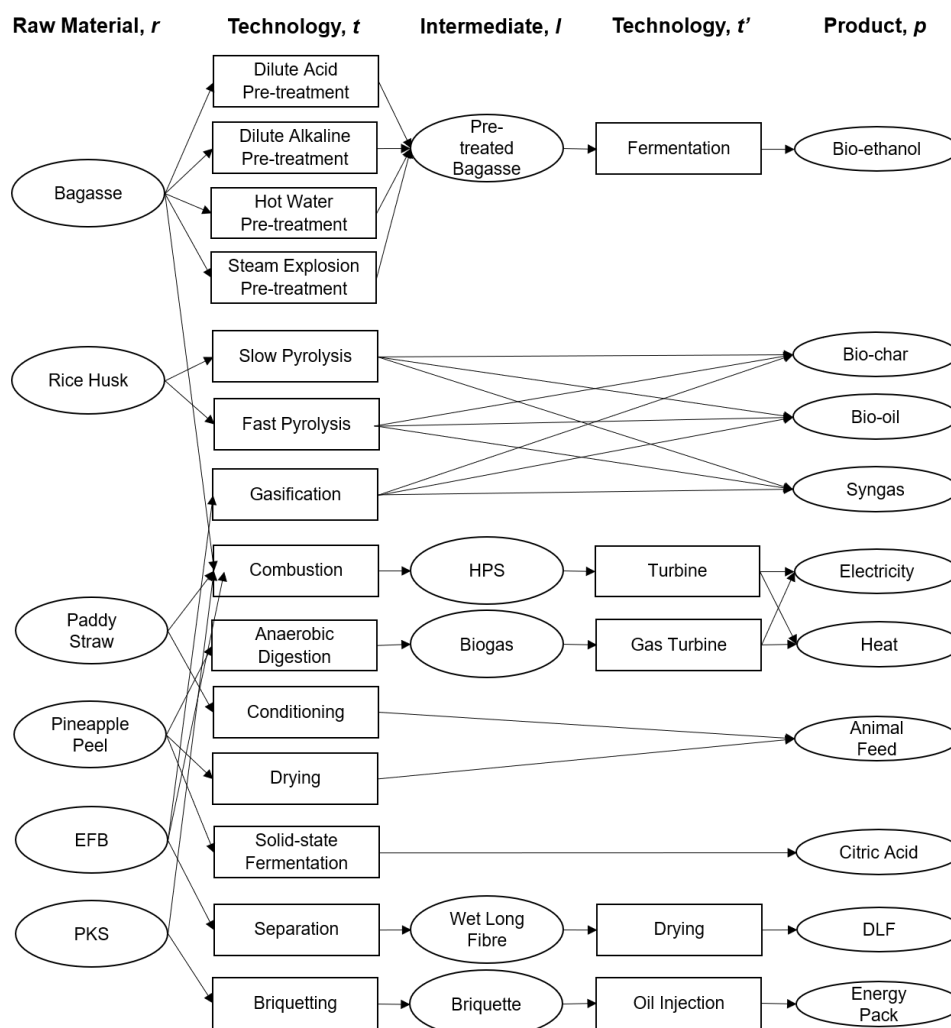 Raw Material, r
Technology, t
Intermediate, I
Technology, t’
Product, p
Dilute Acid
Pre-treatment
Dilute Alkaline
Pre-treatment
Pre-
treated
Bagasse
Fermentation
Bio-ethanol
Bagasse
Hot Water
Pre-treatment
Steam Explosion
Pre-treatment
Rice Husk
Slow Pyrolysis
Bio-char
Fast Pyrolysis
Bio-oil
Gasification
Syngas
Combustion
HPS
Turbine
Electricity
Paddy
Straw
Anaerobic
Digestion
Biogas
Gas Turbine
Heat
Pineapple
Peel
Conditioning
Animal
Feed
Drying
EFB
Solid-state
Fermentation
Citric Acid
PKS
Separation
Wet Long
Fibre
Drying
DLF
Briquetting
Briquette
Oil Injection
Energy
Pack